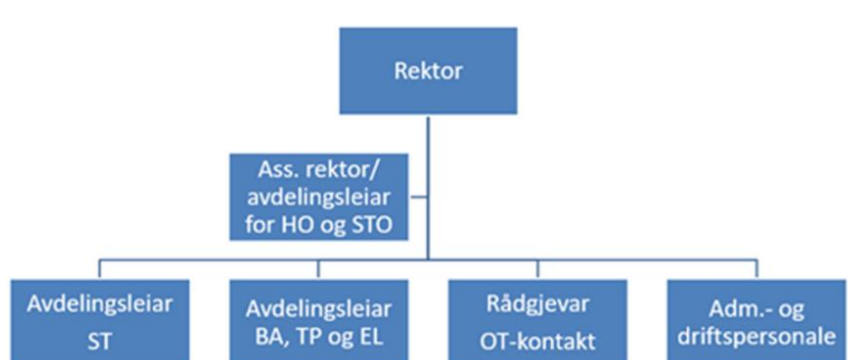 Rektor
Ass. rektor/
avdelingsleiar
for HO og STO
Avdelingsleiar
ST
Avdelingsleiar
BA, TP og EL
Rådgjevar
OT-kontakt
Adm.- og
driftspersonale